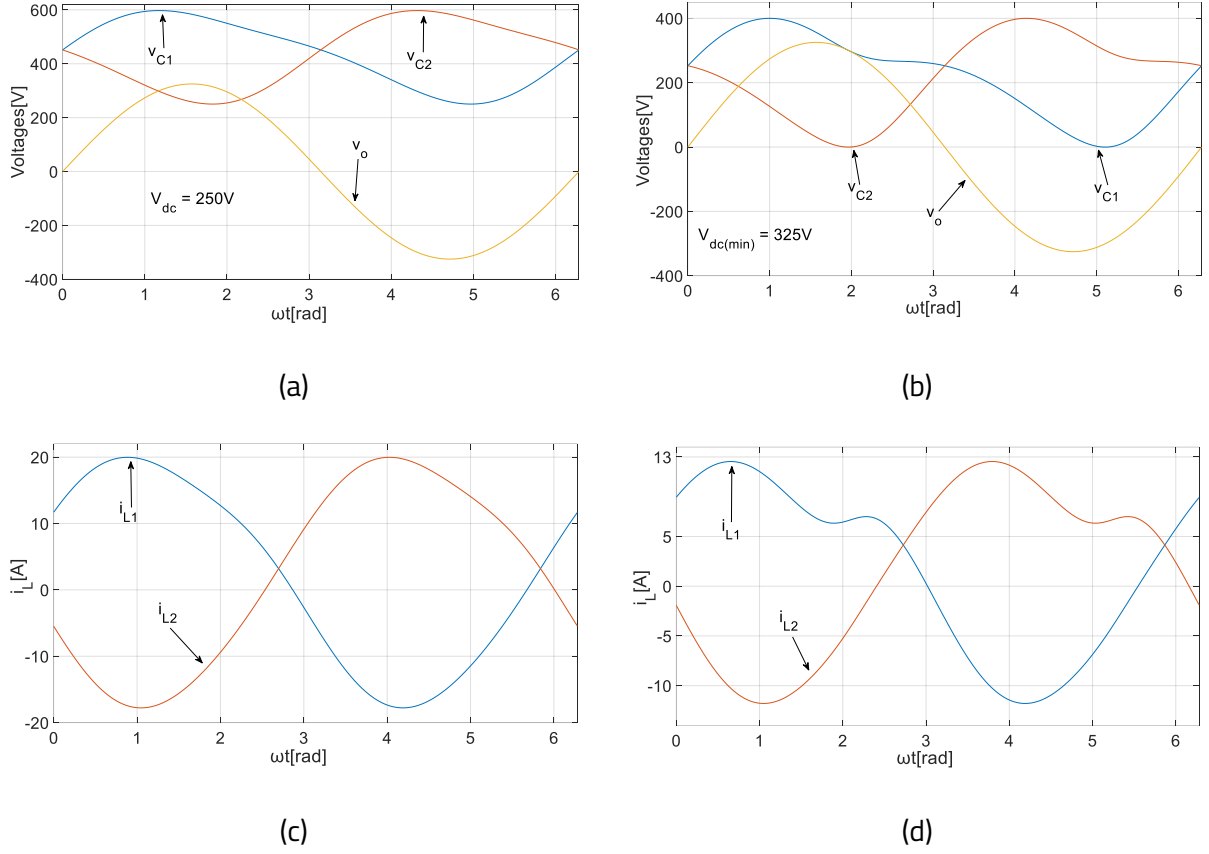 600
400
200
0
-200
-400
0
1
2
3
4
5
6
Voltages[V]
ωt[rad]
v_C1
v_C2
v_o
V_dc = 250V
(a)
400
200
0
-200
-400
0
1
2
3
4
5
6
Voltages[V]
ωt[rad]
v_C2
v_C1
v_o
V_dc(min) = 325V
(b)
20
10
0
-10
-20
0
1
2
3
4
5
6
i_L[A]
ωt[rad]
i_L1
i_L2
(c)
13
5
0
-5
-10
0
1
2
3
4
5
6
i_L[A]
ωt[rad]
i_L1
i_L2
(d)